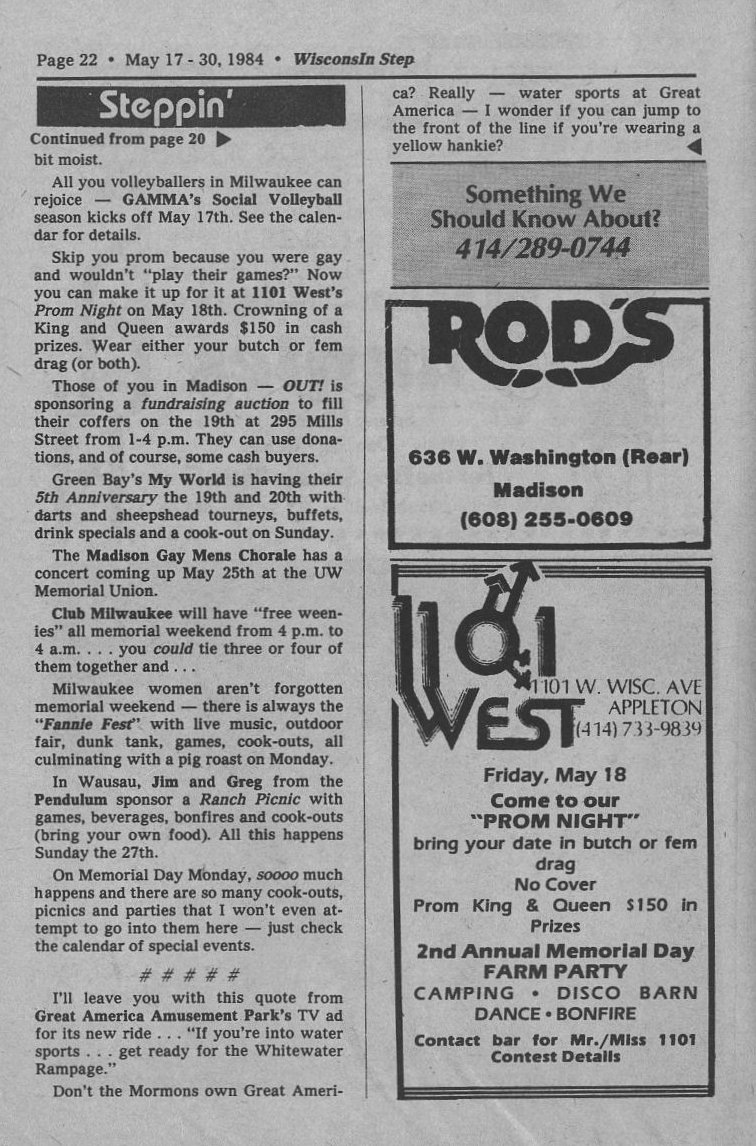 Page 22 • May 17 - 30, 1984 • WisconsIn Step
Steppin'
Continued from page 20 ▶
bit moist.
All you volleyballers in Milwaukee can
rejoice — GAMMA's Social Volleyball
season kicks off May 17th. See the calen-
dar for details.
Skip you prom because you were gay
and wouldn't "play their games?" Now
you can make it up for it at 1101 West's
Prom Night on May 18th. Crowning of a
King and Queen awards $150 in cash
prizes. Wear either your butch or fem
drag (or both).
Those of you in Madison — OUT! is
sponsoring a fundraising auction to fill
their coffers on the 19th at 295 Mills
Street from 1-4 p.m. They can use dona-
tions, and of course, some cash buyers.
Green Bay's My World is having their
5th Anniversary the 19th and 20th with
darts and sheepshead tourneys, buffets,
drink specials and a cook-out on Sunday.
The Madison Gay Mens Chorale has a
concert coming up May 25th at the UW
Memorial Union.
Club Milwaukee will have "free ween-
ies" all memorial weekend from 4 p.m. to
4 a.m. . . . you could tie three or four of
them together and . . .
Milwaukee women aren't forgotten
memorial weekend — there is always the
"Fannie Fest" with live music, outdoor
fair, dunk tank, games, cook-outs, all
culminating with a pig roast on Monday.
In Wausau, Jim and Greg from the
Pendulum sponsor a Ranch Picnic with
games, beverages, bonfires and cook-outs
(bring your own food). All this happens
Sunday the 27th.
On Memorial Day Monday, soooo much
happens and there are so many cook-outs,
picnics and parties that I won't even at-
tempt to go into them here — just check
the calendar of special events.
# # # # #
I'll leave you with this quote from
Great America Amusement Park's TV ad
for its new ride . . . "If you're into water
sports . . . get ready for the Whitewater
Rampage."
Don't the Mormons own Great Ameri-
ca? Really — water sports at Great
America — I wonder if you can jump to
the front of the line if you're wearing a
yellow hankie? ◀
Something We
Should Know About?
414/289-0744
ROD'S
636 W. Washington (Rear)
Madison
(608) 255-0609
1101
WEST
1101 W. WISC. AVE
APPLETON
(414) 733-9839
Friday, May 18
Come to our
"PROM NIGHT"
bring your date in butch or fem
drag
No Cover
Prom King & Queen $150 in
Prizes
2nd Annual Memorial Day
FARM PARTY
CAMPING • DISCO BARN
DANCE • BONFIRE
Contact bar for Mr./Miss 1101
Contest Details